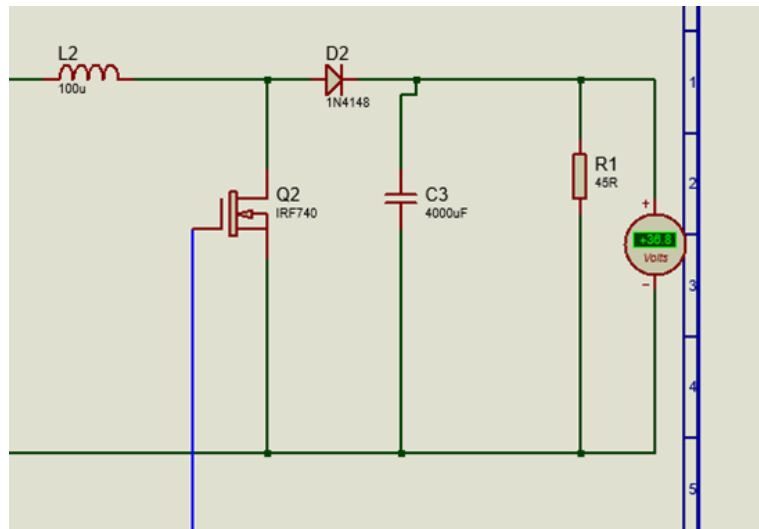 L2
100u
D2
1N4148
Q2
IRF740
C3
4000uF
R1
45R
+
+36.8
Volts
−
1
2
3
4
5